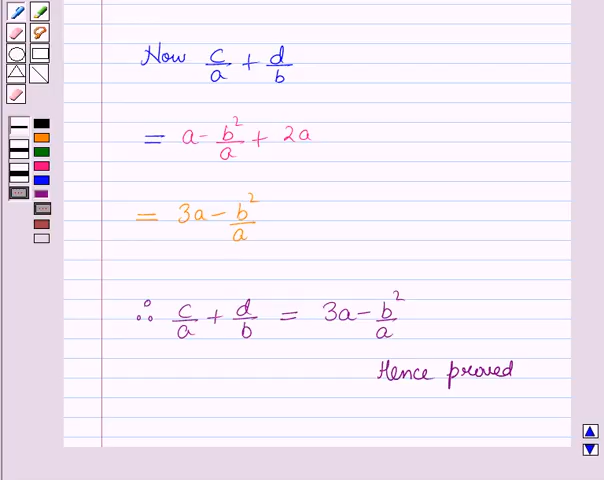 Now c/a + d/b
= a - b²/a + 2a
= 3a - b²/a
∴ c/a + d/b = 3a - b²/a
Hence proved